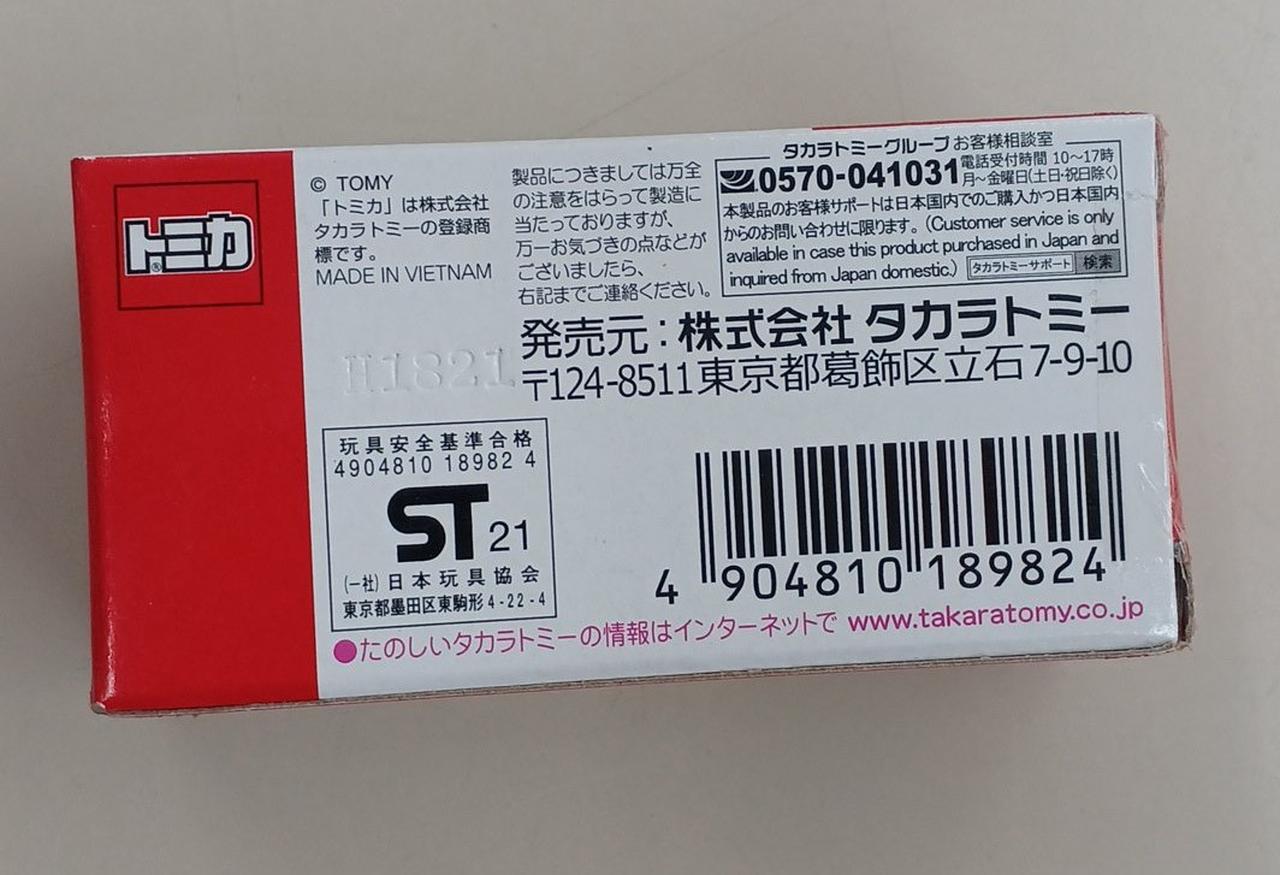 トミカ®
© TOMY
「トミカ」は株式会社
タカラトミーの登録商
標です。
MADE IN VIETNAM
H1821
製品につきましては万全
の注意をはらって製造に
当たっておりますが、
万一お気づきの点などが
ございましたら、
右記までご連絡ください。
タカラトミーグループお客様相談室
0570-041031 電話受付時間 10〜17時
月〜金曜日(土日・祝日除く)
本製品のお客様サポートは日本国内でのご購入かつ日本国内
からのお問い合わせに限ります。(Customer service is only
available in case this product purchased in Japan and
inquired from Japan domestic.) タカラトミーサポート 検索
発売元：株式会社 タカラトミー
〒124-8511東京都葛飾区立石7-9-10
玩具安全基準合格
4904810 18982 4
ST 21
(一社)日本玩具協会
東京都墨田区東駒形4-22-4
4 904810 189824
●たのしいタカラトミーの情報はインターネットで www.takaratomy.co.jp